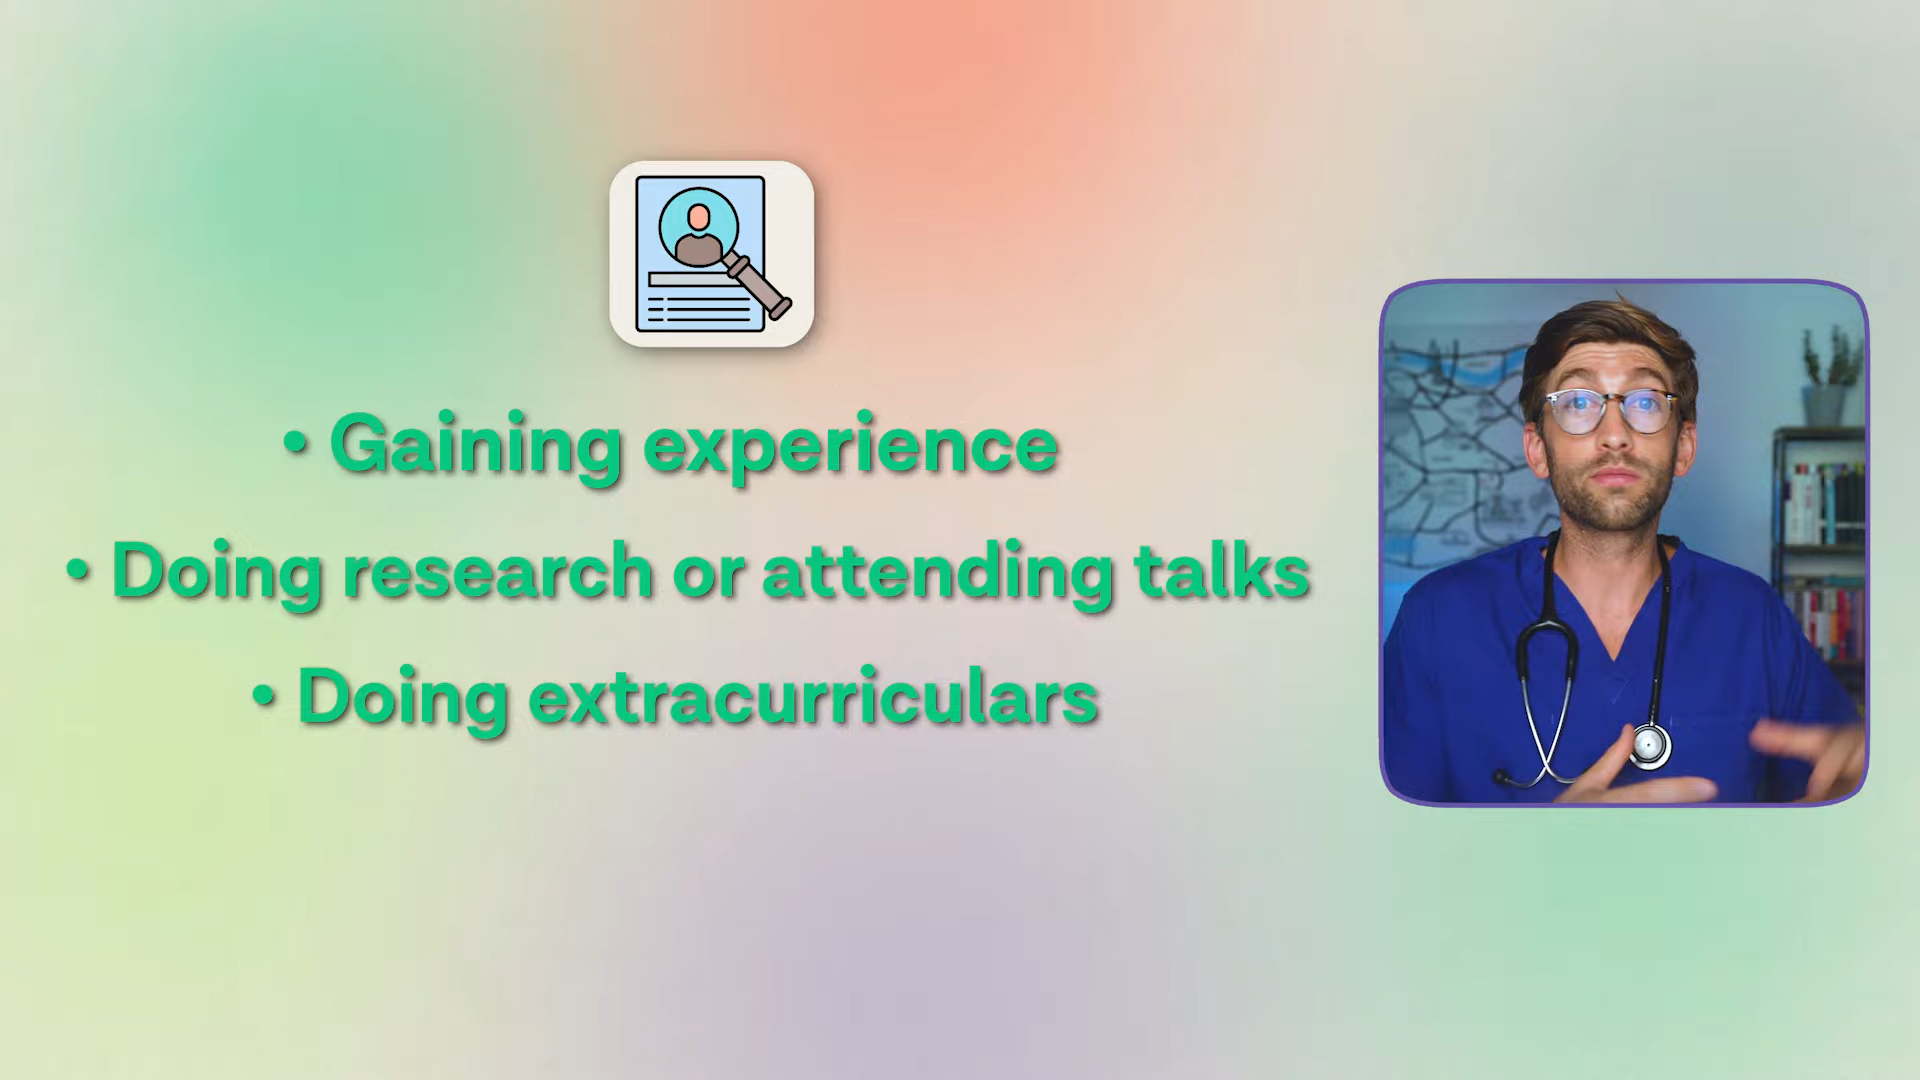 • Gaining experience
• Doing research or attending talks
• Doing extracurriculars